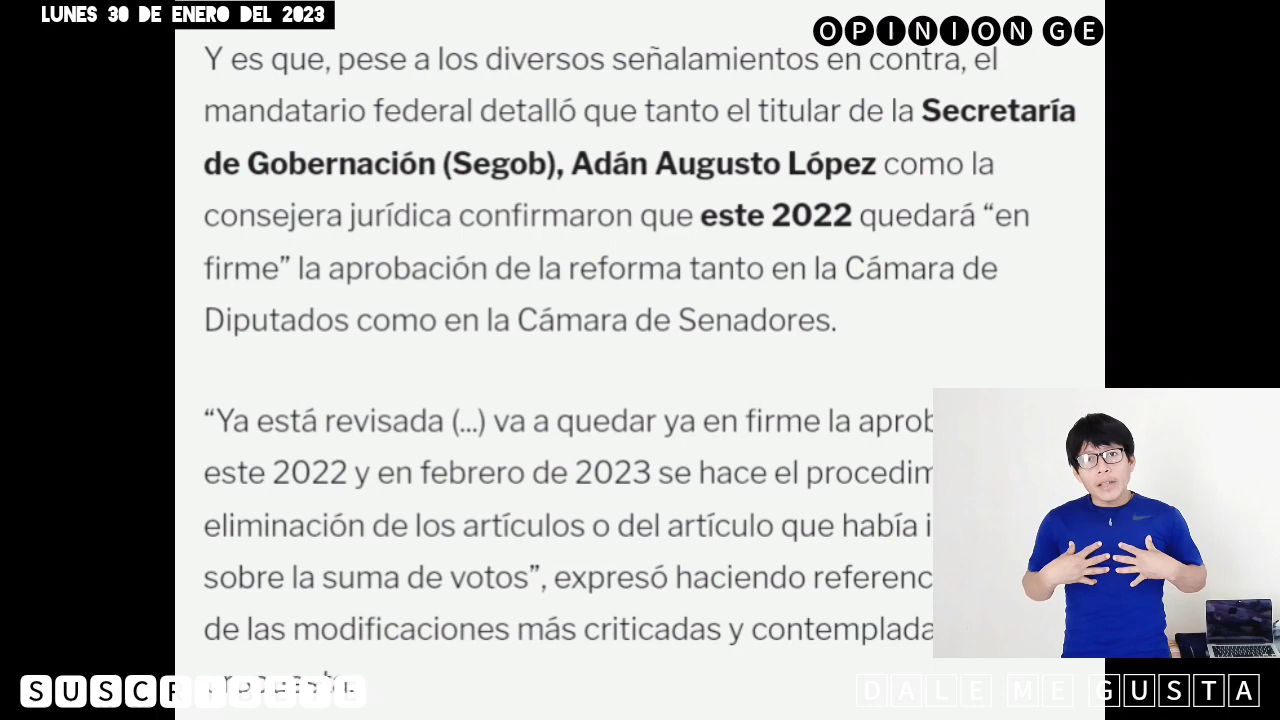 LUNES 30 DE ENERO DEL 2023
OPINION GE
Y es que, pese a los diversos señalamientos en contra, el
mandatario federal detalló que tanto el titular de la Secretaría
de Gobernación (Segob), Adán Augusto López como la
consejera jurídica confirmaron que este 2022 quedará “en
firme” la aprobación de la reforma tanto en la Cámara de
Diputados como en la Cámara de Senadores.
“Ya está revisada (...) va a quedar ya en firme la aprob
este 2022 y en febrero de 2023 se hace el procedim
eliminación de los artículos o del artículo que había i
sobre la suma de votos”, expresó haciendo referenc
de las modificaciones más criticadas y contemplada
SUSCRIBETE
DALE ME GUSTA